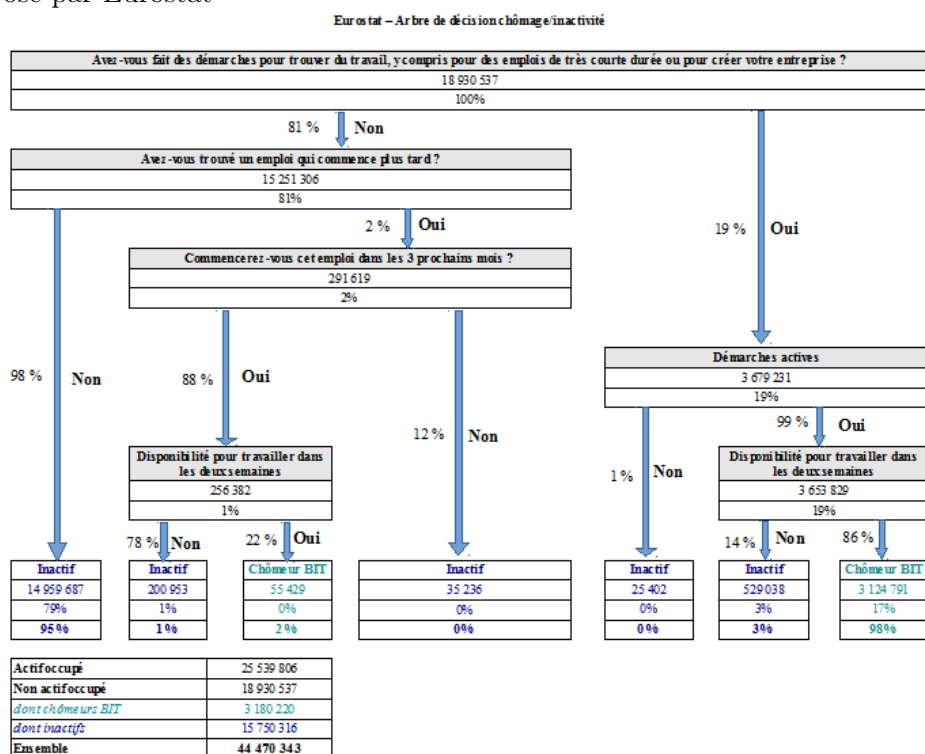 osé par Eurostat
Eurostat – Arbre de décision chômage/inactivité
Avez-vous fait des démarches pour trouver du travail, y compris pour des emplois de très courte durée ou pour créer votre entreprise ?
18 930 537
100%
81 % Non
Avez-vous trouvé un emploi qui commence plus tard ?
15 251 306
81%
2 % Oui
19 % Oui
Commencerez-vous cet emploi dans les 3 prochains mois ?
291 619
2%
Démarches actives
3 679 231
19%
98 % Non
88 % Oui
12 % Non
99 % Oui
1 % Non
Disponibilité pour travailler dans
les deux semaines
256 382
1%
Disponibilité pour travailler dans
les deux semaines
3 653 829
19%
78 % Non
22 % Oui
14 % Non
86 %
Inactif Inactif Chômeur BIT Inactif Inactif Inactif Chômeur BIT
14 959 687 200 953 55 429 35 236 25 402 529 038 3 124 791
79% 1% 0% 0% 0% 3% 17%
95% 1% 2% 0% 0% 3% 98%
Actif occupé 25 539 806
Non actif occupé 18 930 537
dont chômeurs BIT 3 180 220
dont inactifs 15 750 316
Ensemble 44 470 343